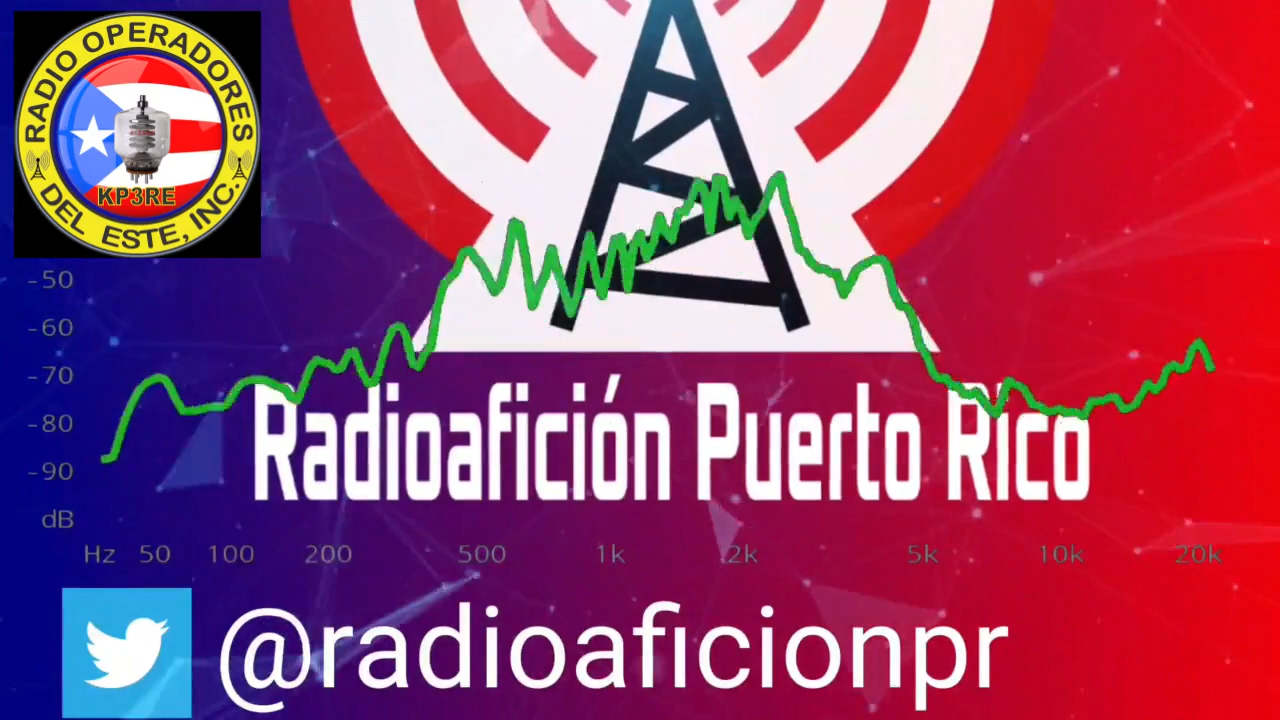 RADIO OPERADORES
KP3RE
DEL ESTE, INC.
-50
-60
-70
Radioafición Puerto Rico
-80
-90
dB
Hz 50 100 200 500 1k 2k 5k 10k 20k
@radioaficionpr